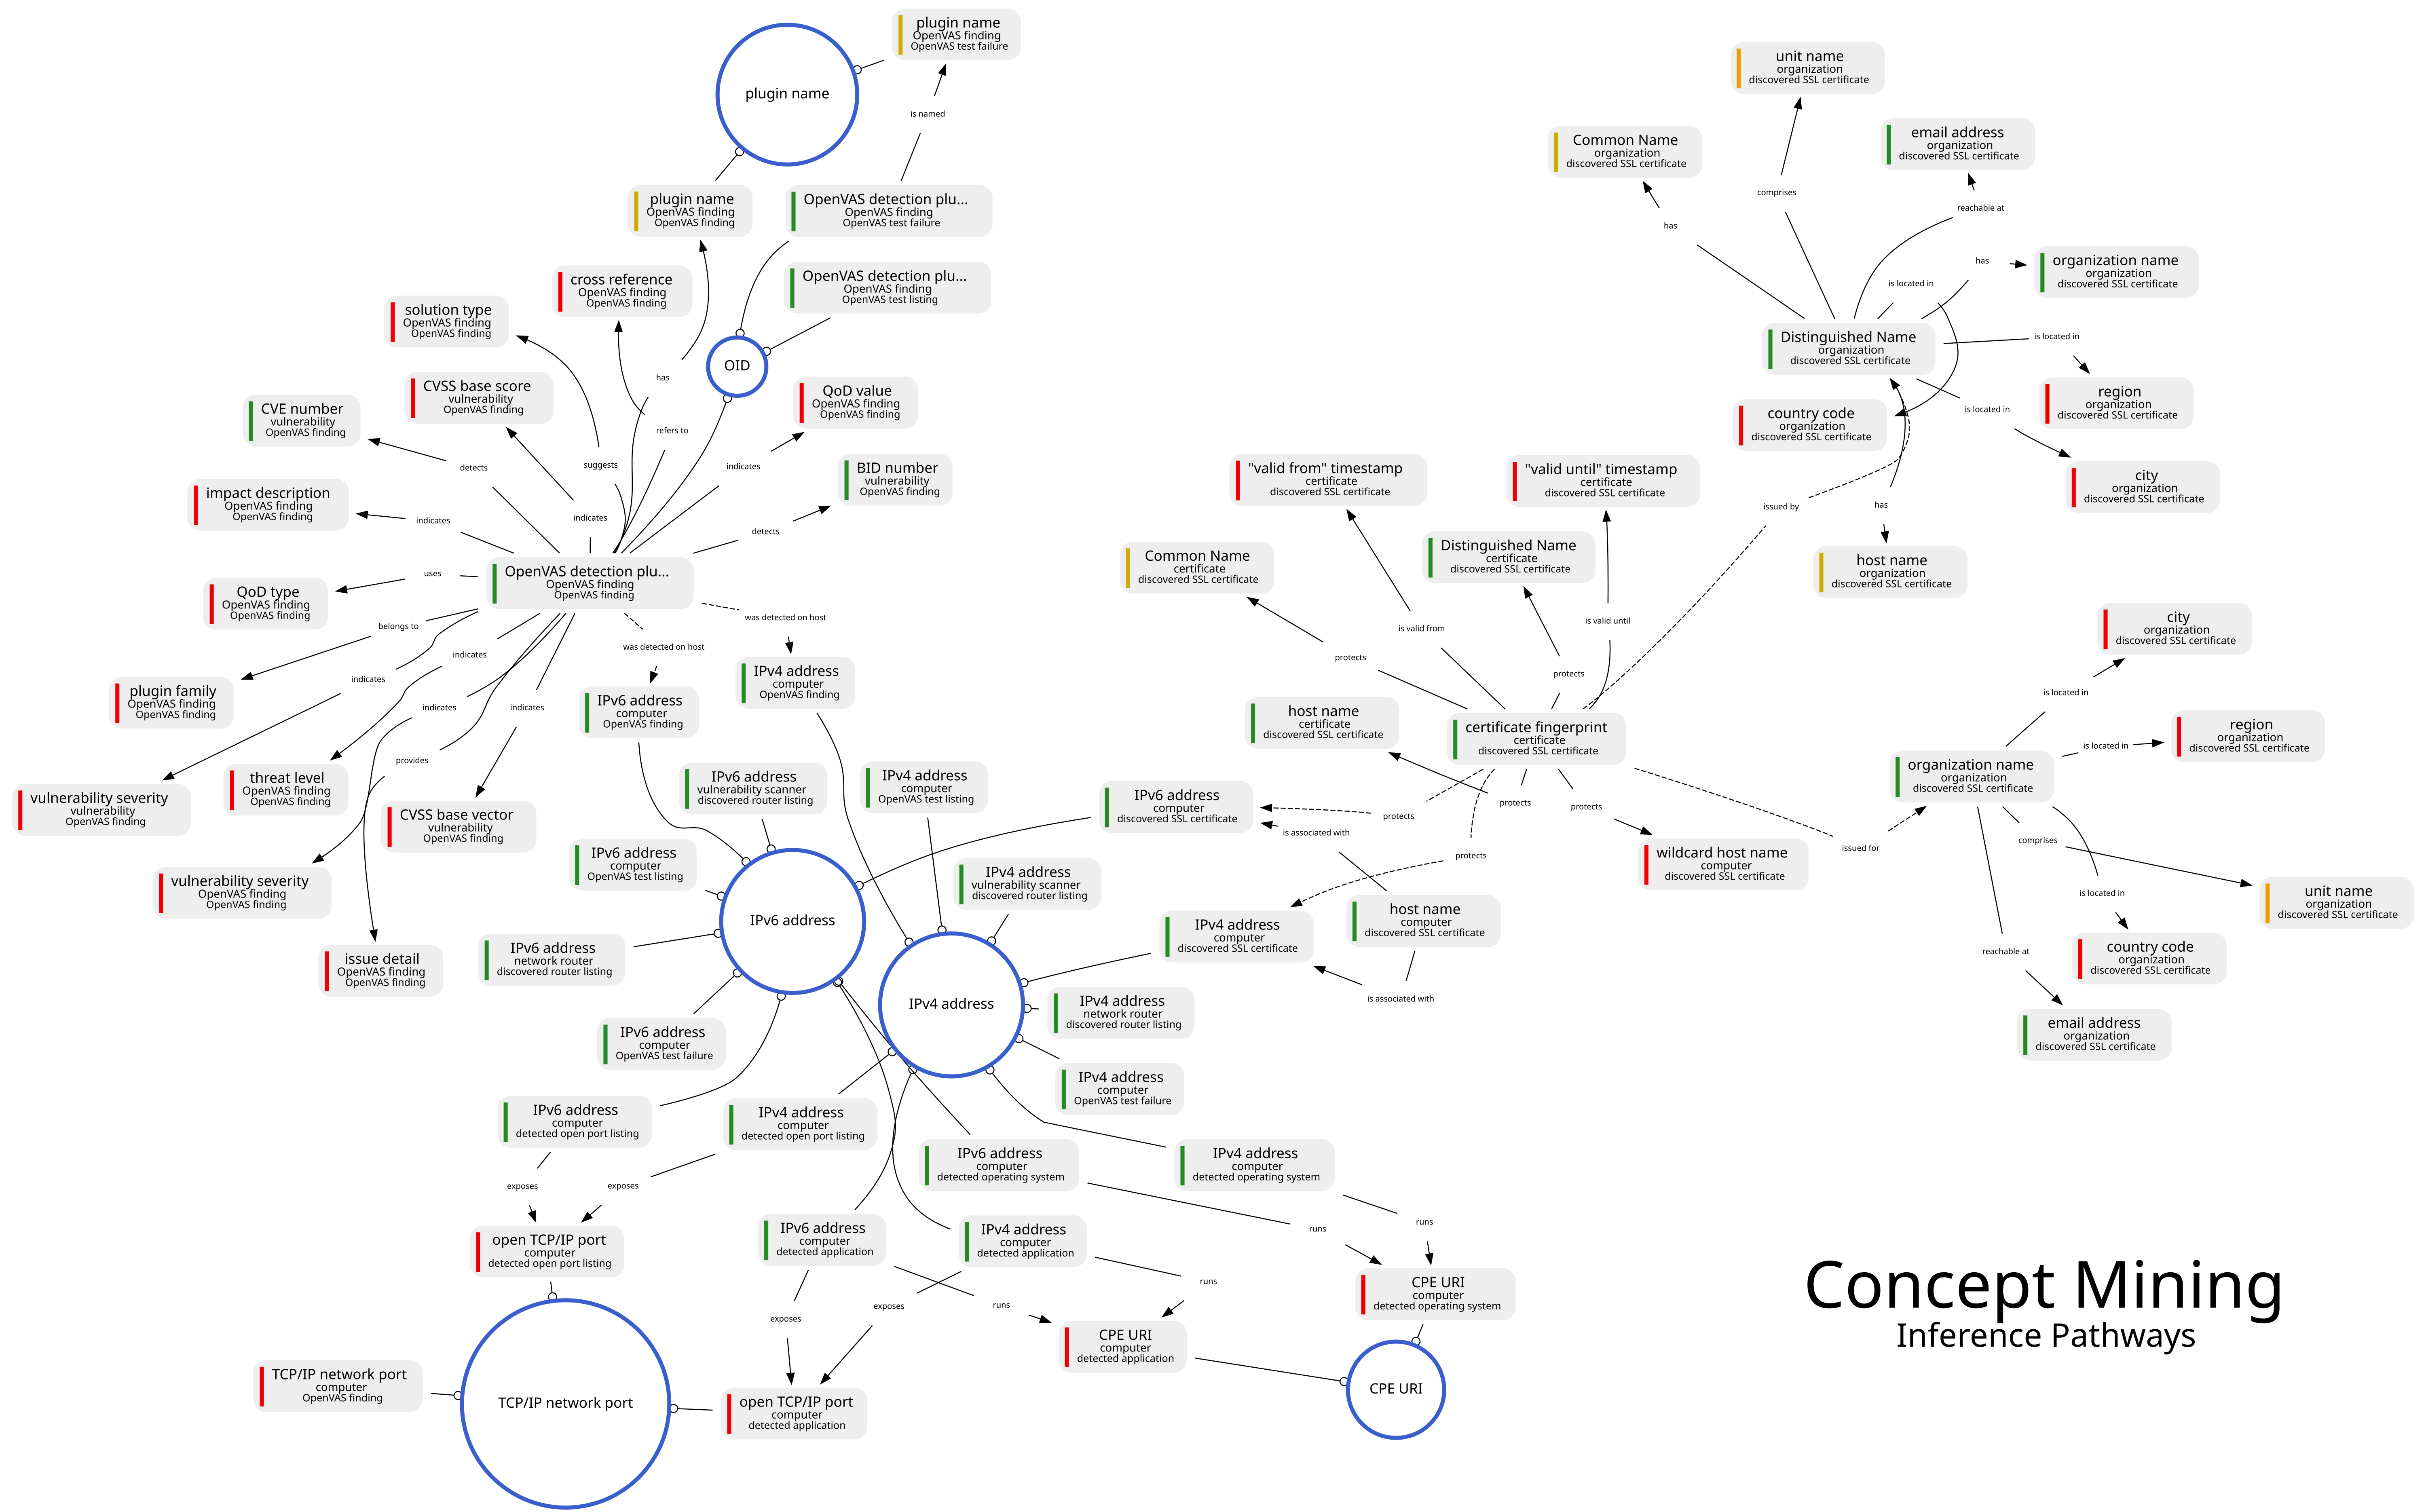 plugin name
OpenVAS finding
OpenVAS test failure
plugin name
is named
unit name
organization
discovered SSL certificate
Common Name
organization
discovered SSL certificate
email address
organization
discovered SSL certificate
comprises
reachable at
has
plugin name
OpenVAS finding
OpenVAS finding
OpenVAS detection plu...
OpenVAS finding
OpenVAS test failure
cross reference
OpenVAS finding
OpenVAS finding
OpenVAS detection plu...
OpenVAS finding
OpenVAS test listing
has
organization name
organization
discovered SSL certificate
is located in
solution type
OpenVAS finding
OpenVAS finding
Distinguished Name
organization
discovered SSL certificate
is located in
OID
has
CVSS base score
vulnerability
OpenVAS finding
QoD value
OpenVAS finding
OpenVAS finding
region
organization
discovered SSL certificate
CVE number
vulnerability
OpenVAS finding
country code
organization
discovered SSL certificate
is located in
refers to
detects
suggests
indicates
BID number
vulnerability
OpenVAS finding
"valid from" timestamp
certificate
discovered SSL certificate
"valid until" timestamp
certificate
discovered SSL certificate
city
organization
discovered SSL certificate
impact description
OpenVAS finding
OpenVAS finding
indicates
indicates
detects
issued by
has
Common Name
certificate
discovered SSL certificate
Distinguished Name
certificate
discovered SSL certificate
host name
organization
discovered SSL certificate
OpenVAS detection plu...
OpenVAS finding
OpenVAS finding
uses
QoD type
OpenVAS finding
OpenVAS finding
belongs to
was detected on host
was detected on host
is valid from
is valid until
city
organization
discovered SSL certificate
indicates
indicates
protects
protects
IPv4 address
computer
OpenVAS finding
plugin family
OpenVAS finding
OpenVAS finding
indicates
indicates
IPv6 address
computer
OpenVAS finding
host name
certificate
discovered SSL certificate
certificate fingerprint
certificate
discovered SSL certificate
is located in
region
organization
discovered SSL certificate
is located in
provides
threat level
OpenVAS finding
OpenVAS finding
IPv6 address
vulnerability scanner
discovered router listing
IPv4 address
computer
OpenVAS test listing
organization name
organization
discovered SSL certificate
vulnerability severity
vulnerability
OpenVAS finding
CVSS base vector
vulnerability
OpenVAS finding
IPv6 address
computer
discovered SSL certificate
protects
protects
protects
is associated with
issued for
comprises
IPv6 address
computer
OpenVAS test listing
protects
wildcard host name
computer
discovered SSL certificate
vulnerability severity
OpenVAS finding
OpenVAS finding
IPv4 address
vulnerability scanner
discovered router listing
is located in
unit name
organization
discovered SSL certificate
IPv6 address
IPv4 address
computer
discovered SSL certificate
host name
computer
discovered SSL certificate
IPv6 address
network router
discovered router listing
issue detail
OpenVAS finding
OpenVAS finding
reachable at
country code
organization
discovered SSL certificate
IPv4 address
IPv4 address
network router
discovered router listing
is associated with
IPv6 address
computer
OpenVAS test failure
email address
organization
discovered SSL certificate
IPv4 address
computer
OpenVAS test failure
IPv6 address
computer
detected open port listing
IPv4 address
computer
detected open port listing
IPv6 address
computer
detected operating system
IPv4 address
computer
detected operating system
exposes
exposes
IPv6 address
computer
detected application
IPv4 address
computer
detected application
runs
runs
open TCP/IP port
computer
detected open port listing
CPE URI
computer
detected operating system
Concept Mining
Inference Pathways
runs
exposes
exposes
runs
CPE URI
computer
detected application
TCP/IP network port
computer
OpenVAS finding
TCP/IP network port
open TCP/IP port
computer
detected application
CPE URI